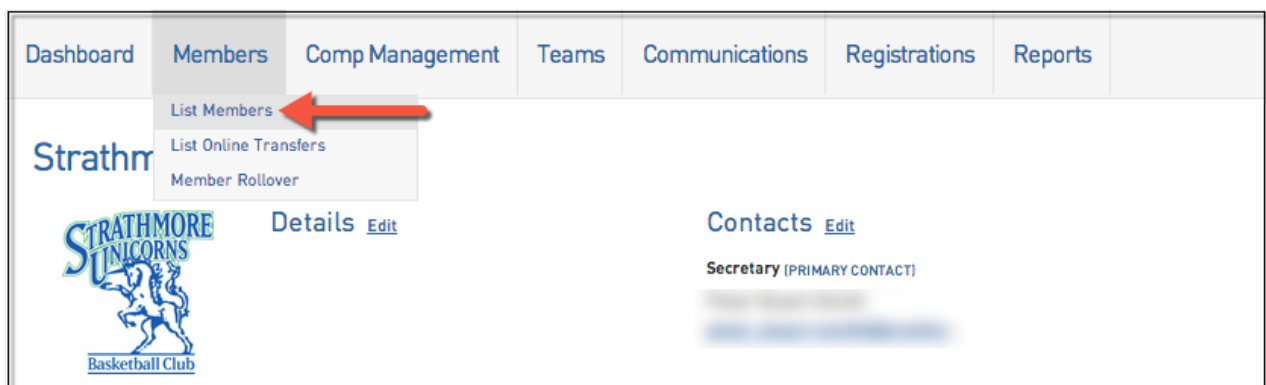 Dashboard Members Comp Management Teams Communications Registrations Reports
List Members
List Online Transfers
Member Rollover
STRATHMORE
UNICORNS
Basketball Club
Details Edit
Contacts Edit
Secretary (PRIMARY CONTACT)